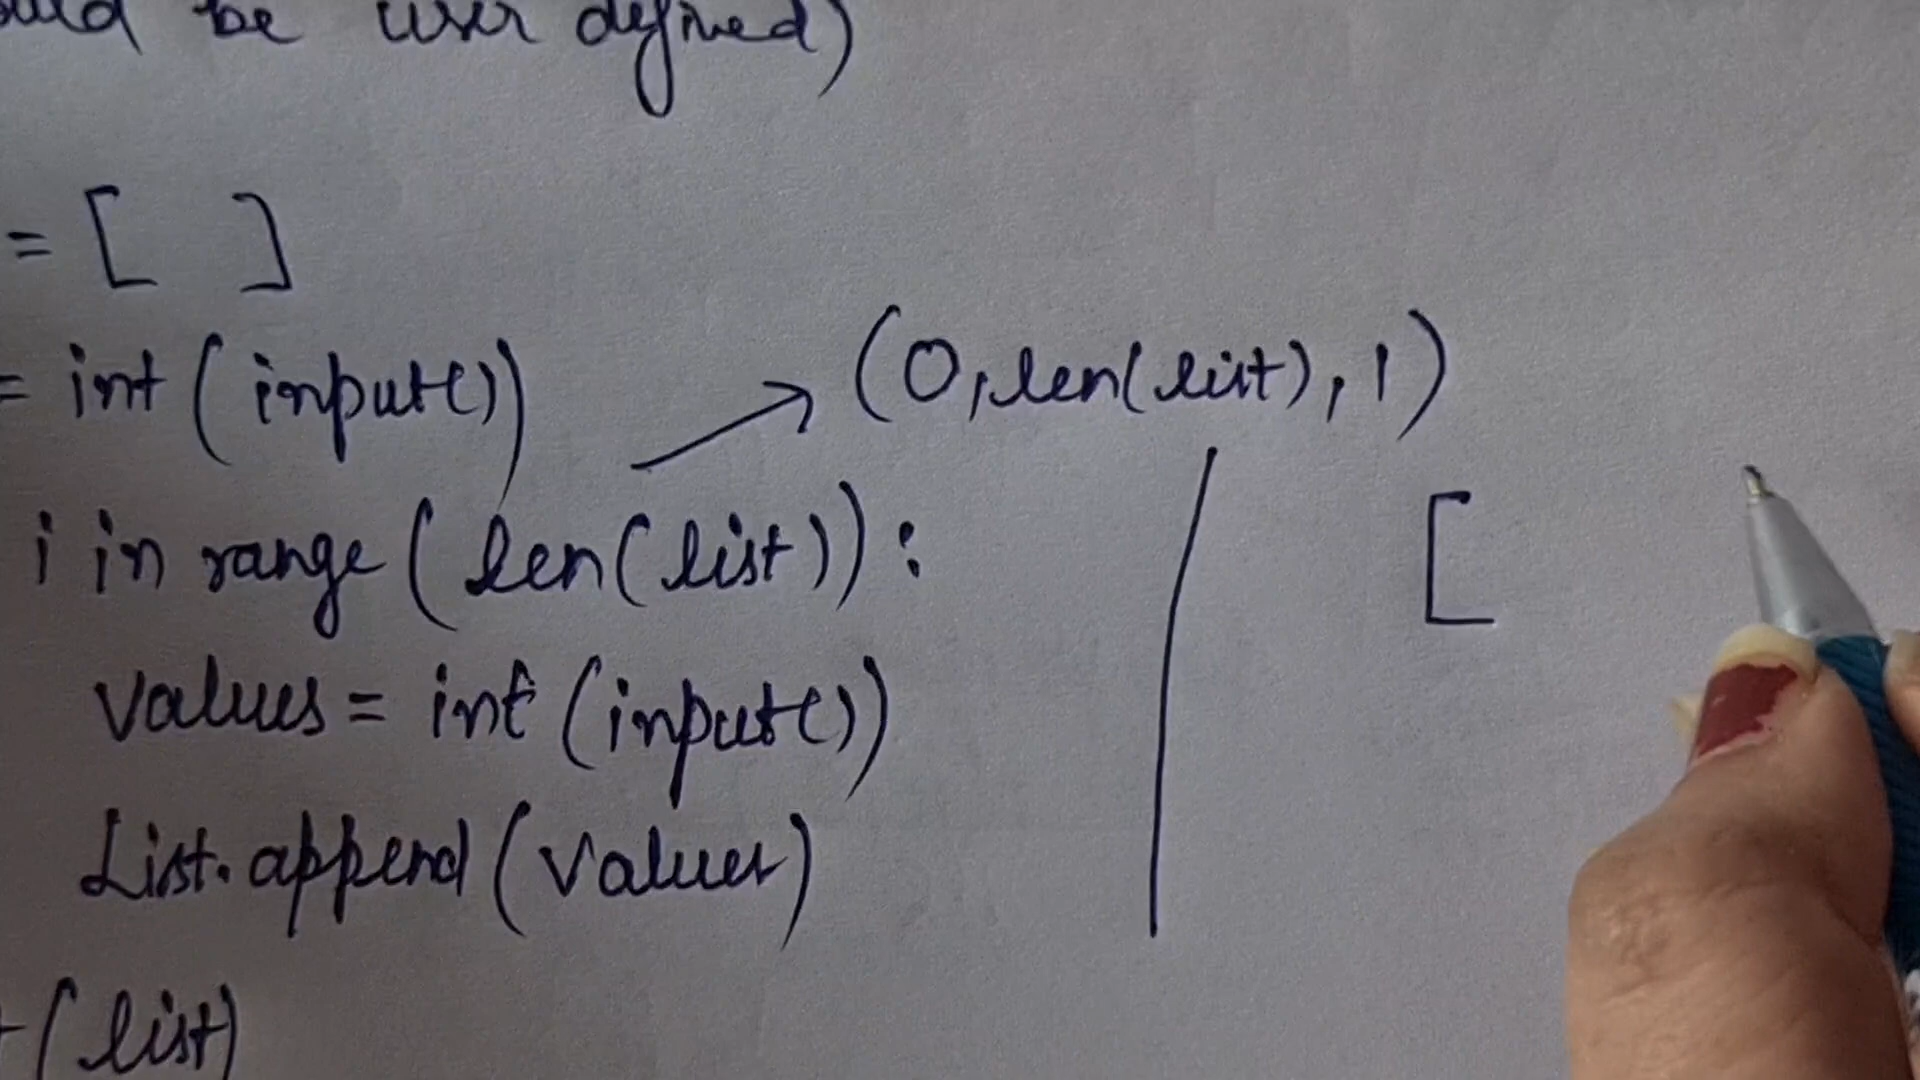 be user defined)
= [ ]
= int (input())
(0, len(list), 1)
i in range (len(list)):
[
values = int (input())
List.append (values)
(list)